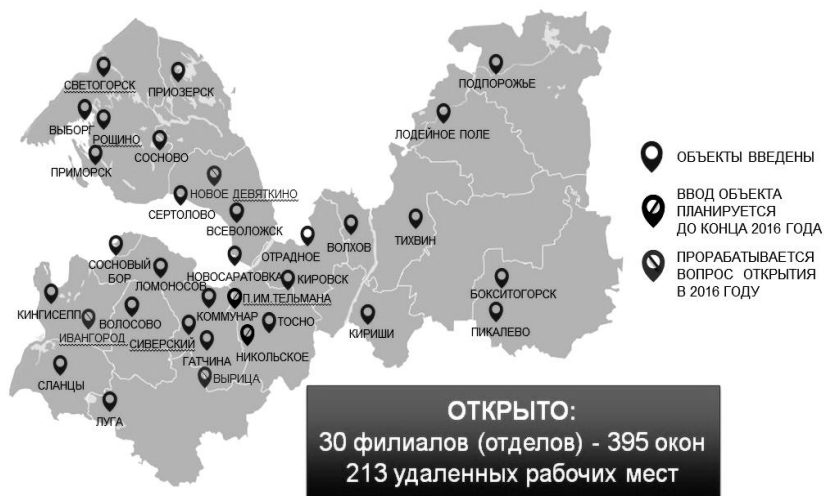 СВЕТОГОРСК
ПРИОЗЕРСК
ПОДПОРОЖЬЕ
ВЫБОРГ
РОЩИНО
СОСНОВО
ЛОДЕЙНОЕ ПОЛЕ
ПРИМОРСК
НОВОЕ ДЕВЯТКИНО
СЕРТОЛОВО
ВСЕВОЛОЖСК
ОТРАДНОЕ
ВОЛХОВ
ТИХВИН
СОСНОВЫЙ
БОР
ЛОМОНОСОВ
НОВОСАРАТОВКА
КИРОВСК
БОКСИТОГОРСК
КИНГИСЕПП
ВОЛОСОВО
КОММУНАР
П.ИМ.ТЕЛЬМАНА
ТОСНО
КИРИШИ
ПИКАЛЕВО
ИВАНГОРОД
СИВЕРСКИЙ
ГАТЧИНА
НИКОЛЬСКОЕ
СЛАНЦЫ
ВЫРИЦА
ЛУГА
ОБЪЕКТЫ ВВЕДЕНЫ
ВВОД ОБЪЕКТА
ПЛАНИРУЕТСЯ
ДО КОНЦА 2016 ГОДА
ПРОРАБАТЫВАЕТСЯ
ВОПРОС ОТКРЫТИЯ
В 2016 ГОДУ
ОТКРЫТО:
30 филиалов (отделов) - 395 окон
213 удаленных рабочих мест